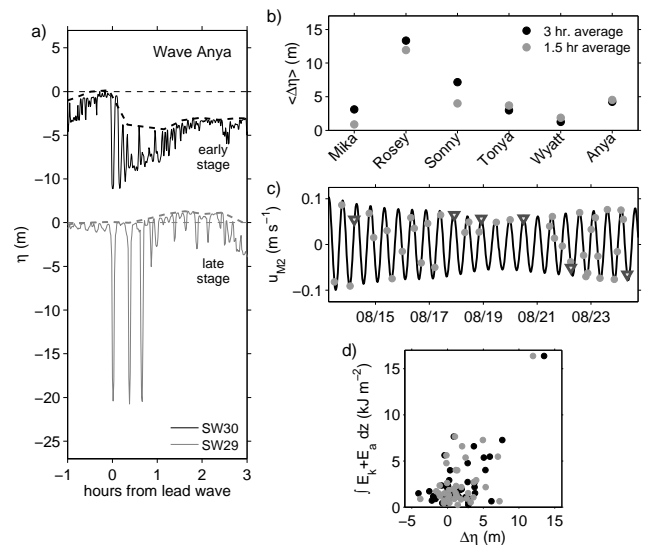 a)
Wave Anya
5
0
−5
−10
0
−5
−10
−15
−20
−25
η (m)
early
stage
late
stage
SW30
SW29
−1 0 1 2 3
hours from lead wave
b)
15
10
5
0
<Δη> (m)
3 hr. average
1.5 hr average
Mika Rosey Sonny Tonya Wyatt Anya
c)
0.1
0
−0.1
u_M2 (m s⁻¹)
08/15 08/17 08/19 08/21 08/23
d)
15
10
5
0
∫ E_k+E_a dz (kJ m⁻²)
−5 0 5 10 15
Δη (m)